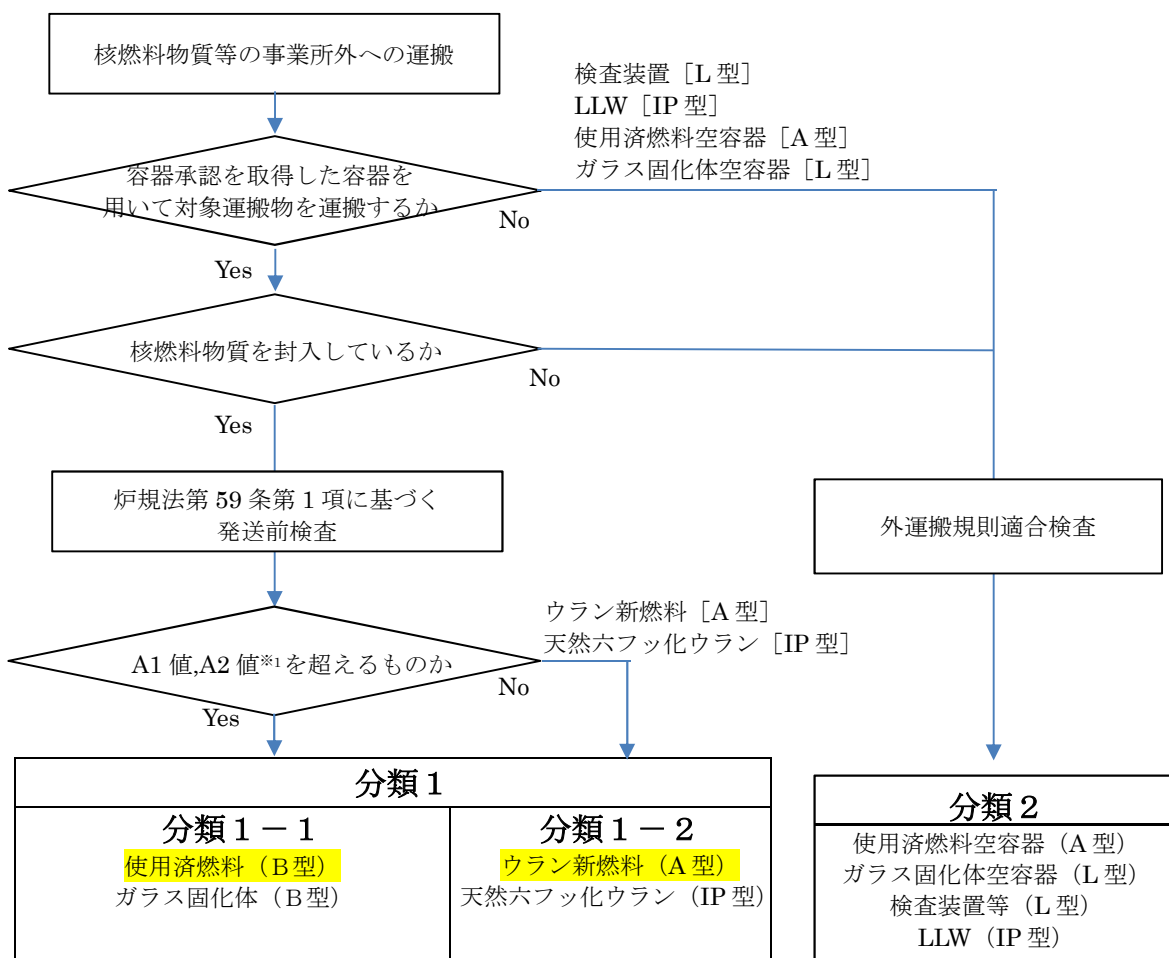 核燃料物質等の事業所外への運搬
検査装置［L 型］
LLW［IP 型］
使用済燃料空容器［A 型］
ガラス固化体空容器［L 型］
容器承認を取得した容器を
用いて対象運搬物を運搬するか
No
Yes
核燃料物質を封入しているか
No
Yes
炉規法第 59 条第 1 項に基づく
発送前検査
外運搬規則適合検査
ウラン新燃料［A 型］
天然六フッ化ウラン［IP 型］
A1 値,A2 値※1を超えるものか
No
Yes
分類１
分類１－１
使用済燃料（Ｂ型）
ガラス固化体（Ｂ型）
分類１－２
ウラン新燃料（A 型）
天然六フッ化ウラン（IP 型）
分類２
使用済燃料空容器（A 型）
ガラス固化体空容器（L 型）
検査装置等（L 型）
LLW（IP 型）